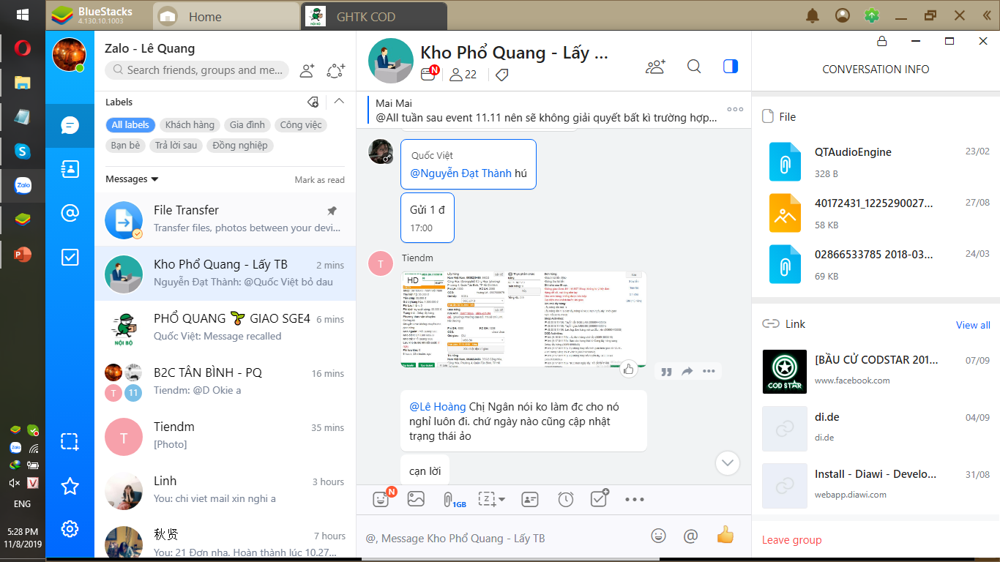 BlueStacks
4.130.10.1003
Home
NỘI BỘ
GHTK COD
Zalo - Lê Quang
Search friends, groups and me...
Labels
All labels
Khách hàng
Gia đình
Công việc
Bạn bè
Trả lời sau
Đồng nghiệp
Messages
Mark as read
File Transfer
Transfer files, photos between your devi...
Kho Phổ Quang - Lấy TB
2 mins
Nguyễn Đạt Thành: @Quốc Việt bỏ dau
PHỔ QUANG 🌱 GIAO SGE4
6 mins
Quốc Việt: Message recalled
NỘI BỘ
B2C TÂN BÌNH - PQ
16 mins
Tiendm: @D Okie a
T
11
Tiendm
35 mins
[Photo]
T
Linh
3 hours
You: chi viet mail xin nghi a
秋贤
7 hours
You: 21 Đơn nha. Hoàn thành lúc 10.27...
Kho Phổ Quang - Lấy ...
N
22
Mai Mai
@All tuần sau event 11.11 nên sẽ không giải quyết bất kì trường hợp...
Quốc Việt
@Nguyễn Đạt Thành hú
Gửi 1 đ
17:00
T
Tiendm
HD
@Lê Hoàng Chị Ngân nói ko làm đc cho nó
nghỉ luôn đi. chứ ngày nào cũng cập nhật
trạng thái ảo
cạn lời
N
1GB
@, Message Kho Phổ Quang - Lấy TB
CONVERSATION INFO
File
QTAudioEngine
23/02
328 B
40172431_1225290027...
27/08
58 KB
02866533785 2018-03...
24/03
69 KB
Link
View all
[BẦU CỬ CODSTAR 201...
07/09
www.facebook.com
COD STAR
di.de
04/09
di.de
Install - Diawi - Develo...
31/08
webapp.diawi.com
Leave group
Zalo
Zalo
ENG
5:28 PM
11/8/2019